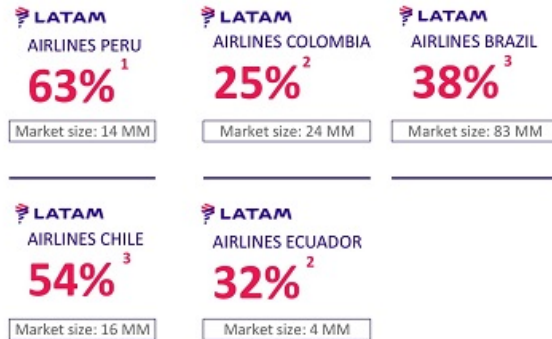 LATAM
AIRLINES PERU
63% 1
Market size: 14 MM
LATAM
AIRLINES COLOMBIA
25% 2
Market size: 24 MM
LATAM
AIRLINES BRAZIL
38% 3
Market size: 83 MM
LATAM
AIRLINES CHILE
54% 3
Market size: 16 MM
LATAM
AIRLINES ECUADOR
32% 2
Market size: 4 MM